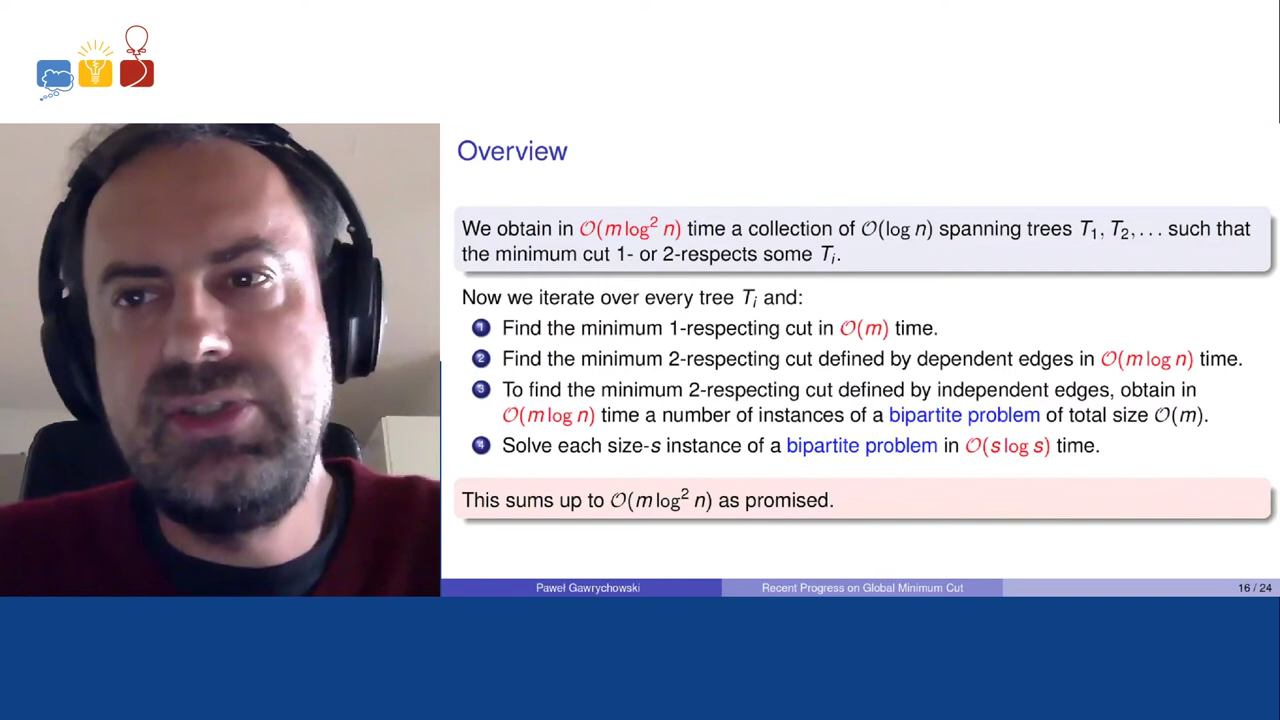 Overview
We obtain in O(m log² n) time a collection of O(log n) spanning trees T₁, T₂, … such that
the minimum cut 1- or 2-respects some Tᵢ.
Now we iterate over every tree Tᵢ and:
1 Find the minimum 1-respecting cut in O(m) time.
2 Find the minimum 2-respecting cut defined by dependent edges in O(m log n) time.
3 To find the minimum 2-respecting cut defined by independent edges, obtain in
O(m log n) time a number of instances of a bipartite problem of total size O(m).
4 Solve each size-s instance of a bipartite problem in O(s log s) time.
This sums up to O(m log² n) as promised.
Paweł Gawrychowski Recent Progress on Global Minimum Cut 16 / 24